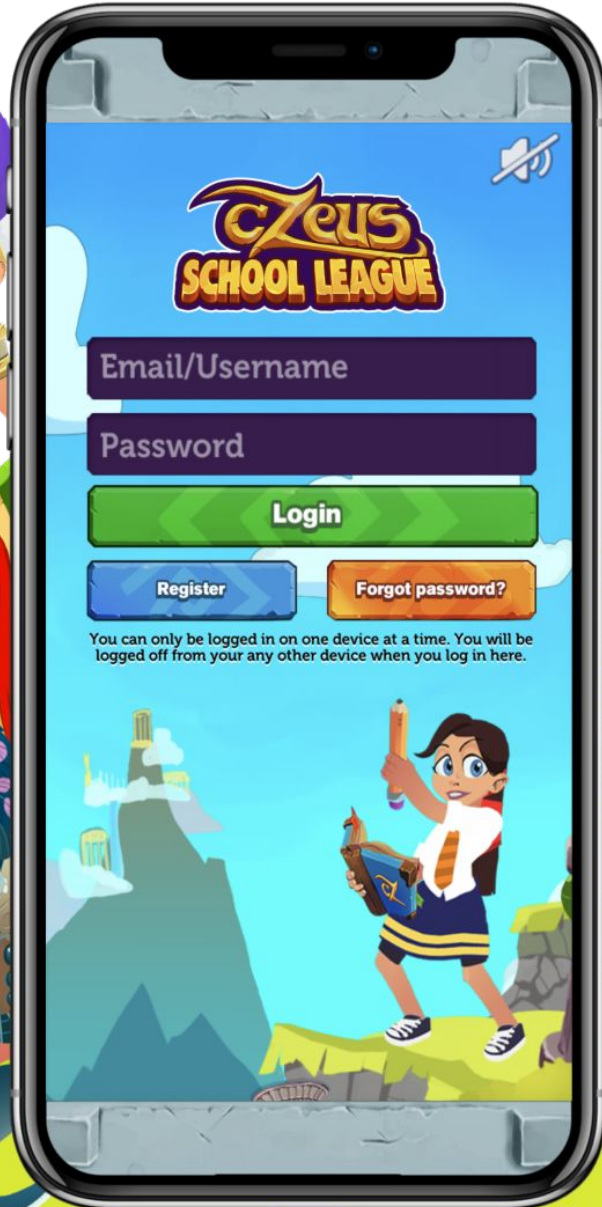 cZeus
SCHOOL LEAGUE
Email/Username
Password
Login
Register
Forgot password?
You can only be logged in on one device at a time. You will be
logged off from your any other device when you log in here.